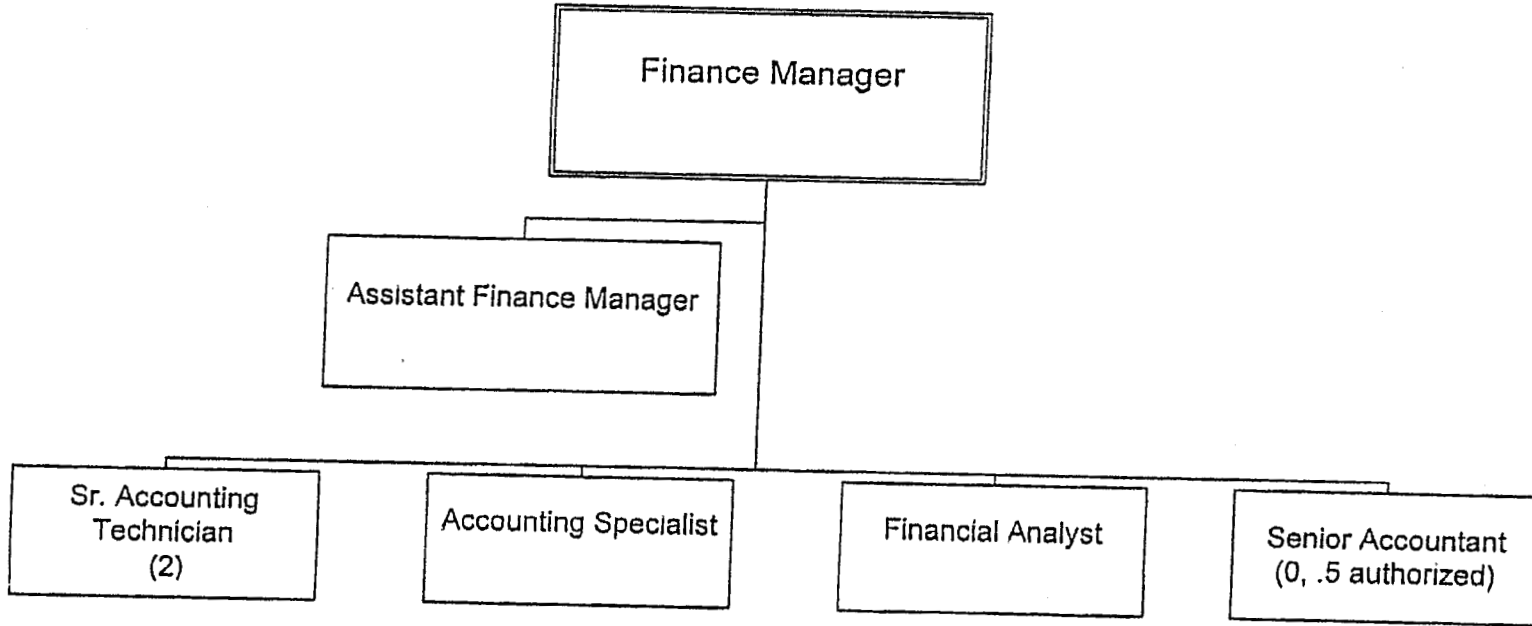 Finance Manager
Assistant Finance Manager
Sr. Accounting
Technician
(2)
Accounting Specialist
Financial Analyst
Senior Accountant
(0, .5 authorized)